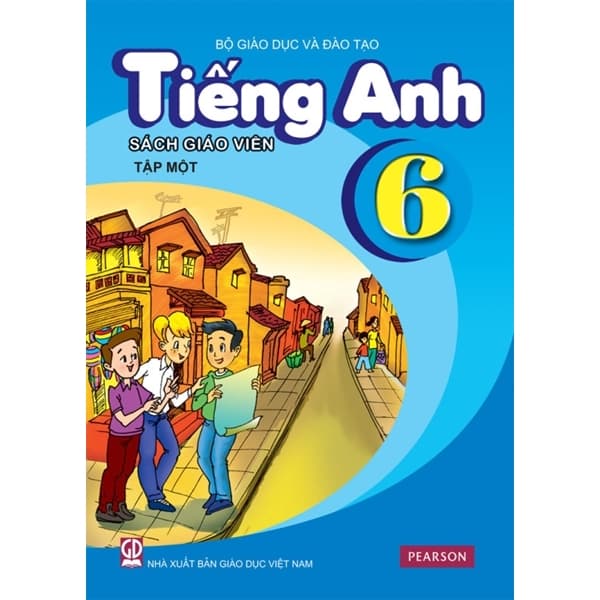 BỘ GIÁO DỤC VÀ ĐÀO TẠO
Tiếng Anh
SÁCH GIÁO VIÊN
TẬP MỘT
6
GD
NHÀ XUẤT BẢN GIÁO DỤC VIỆT NAM
PEARSON